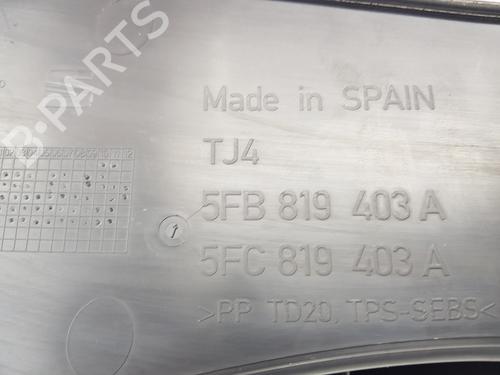 Made in SPAIN
TJ4
5FB 819 403 A
5FC 819 403 A
>PP TD20, TPS-SEBS<
B-PARTS